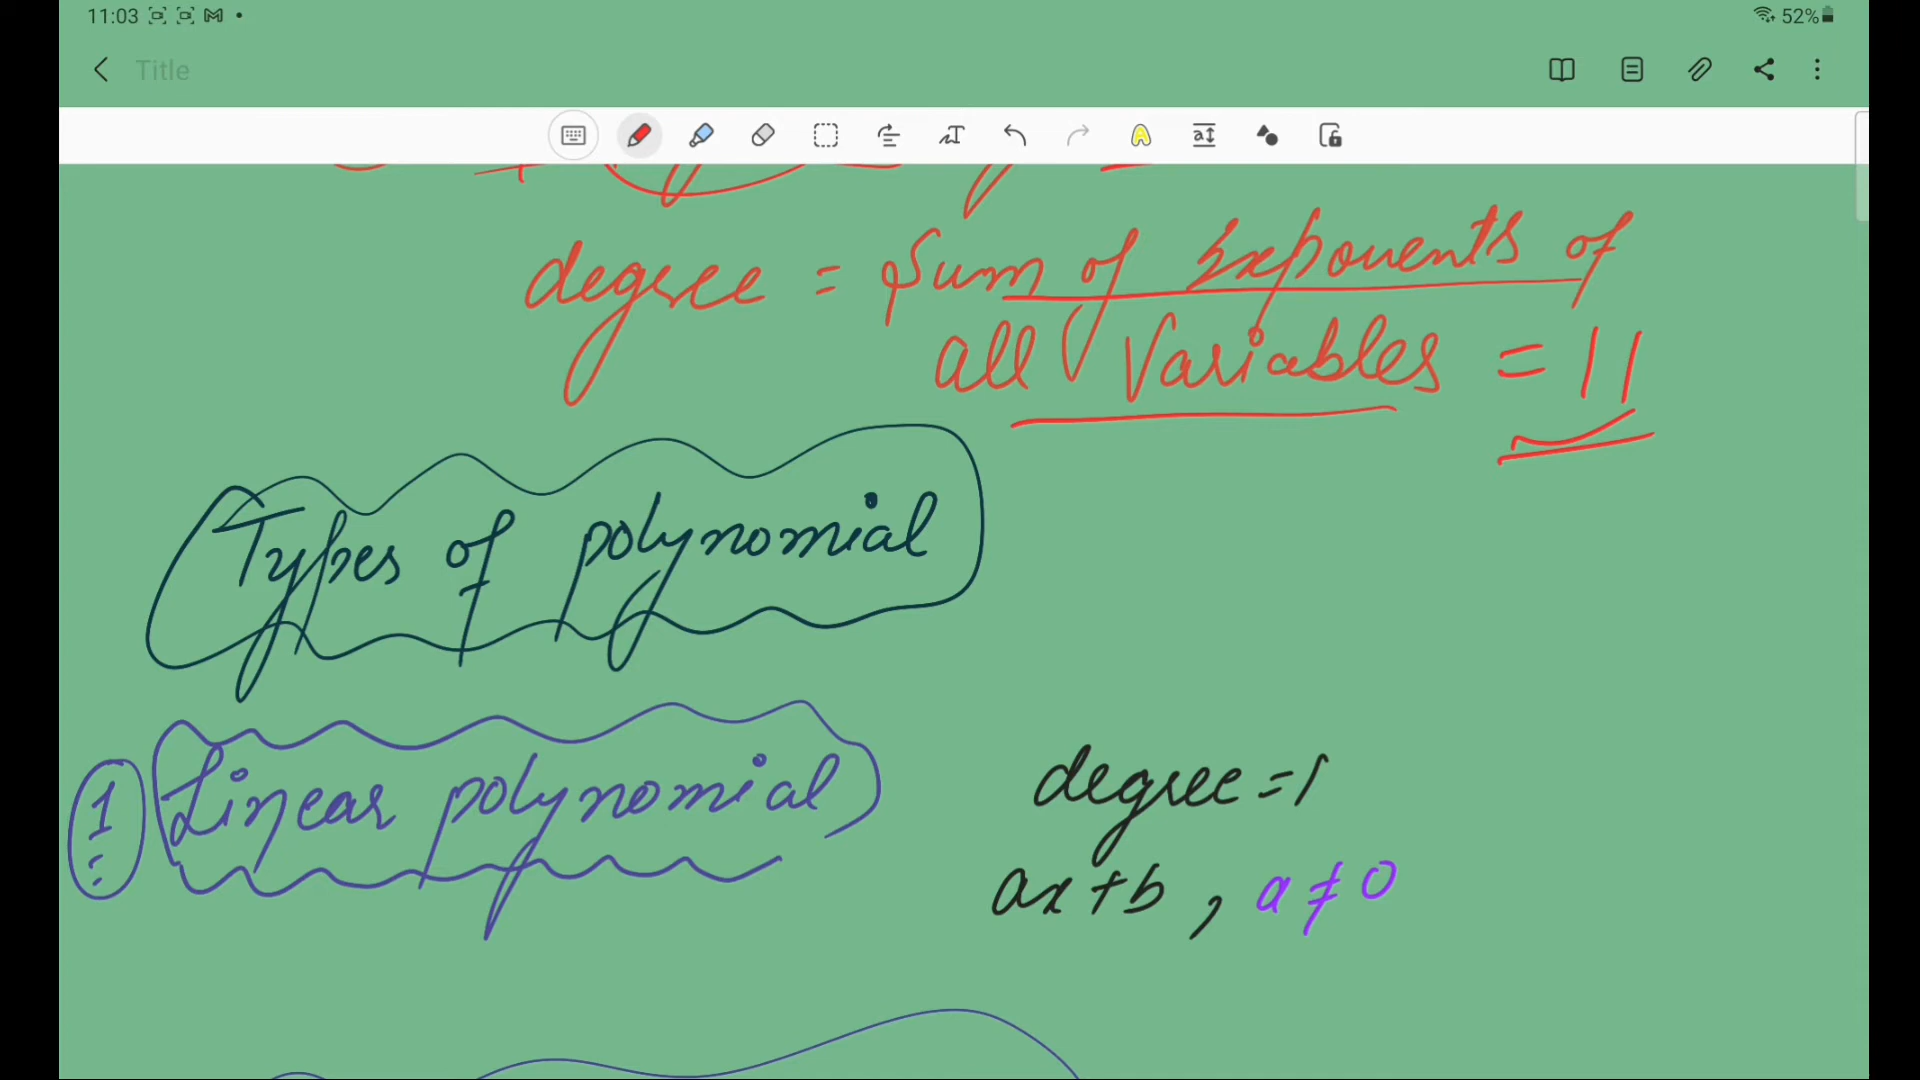 11:03
52%
Title
degree = Sum of Exponents of
all Variables = 11
Types of polynomial
1 Linear polynomial
degree = 1
ax + b , a ≠ 0